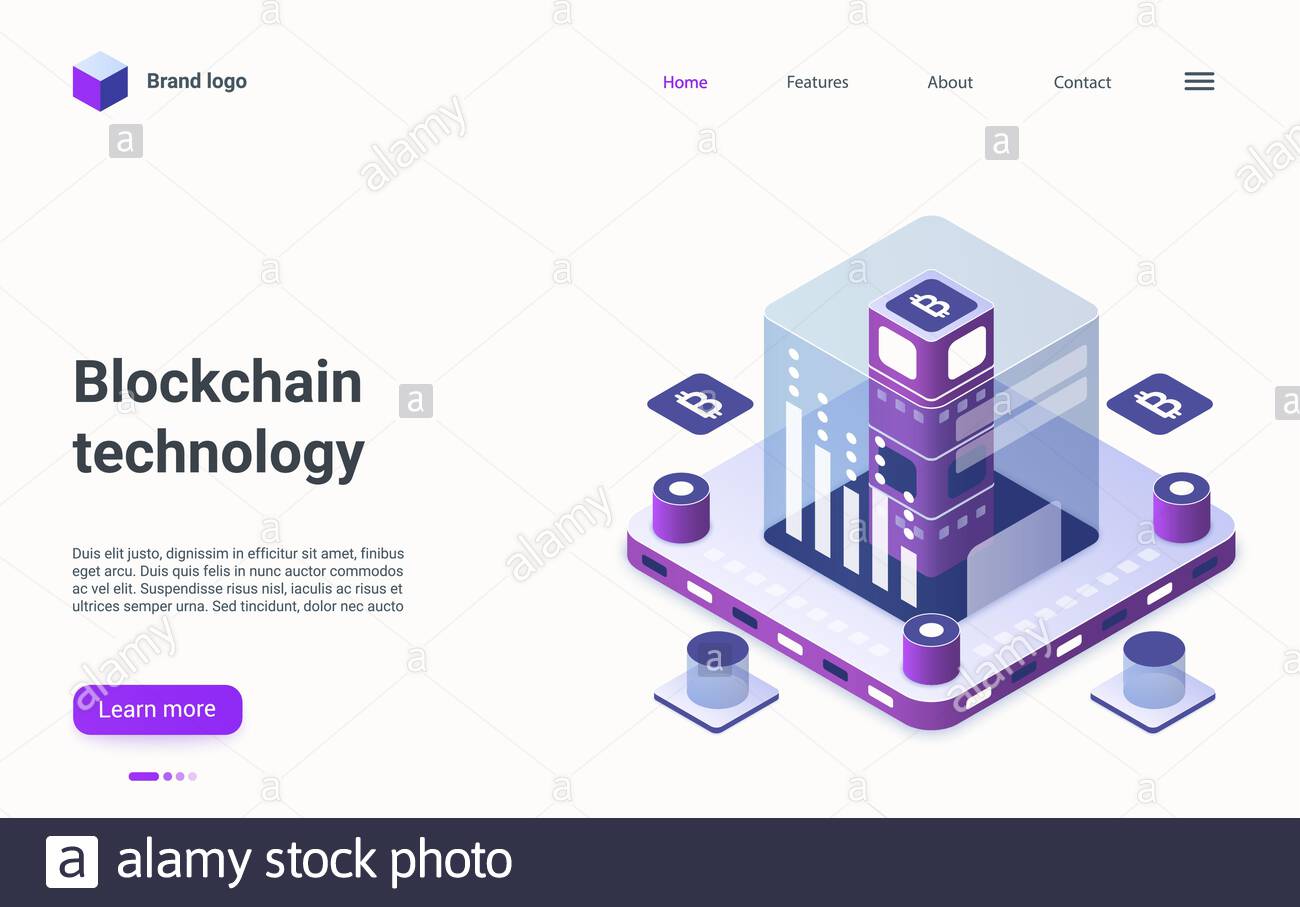 Brand logo
Home
Features
About
Contact
Blockchain
technology
Duis elit justo, dignissim in efficitur sit amet, finibus
eget arcu. Duis quis felis in nunc auctor commodos
ac vel elit. Suspendisse risus nisl, iaculis ac risus et
ultrices semper urna. Sed tincidunt, dolor nec aucto
Learn more
a alamy stock photo